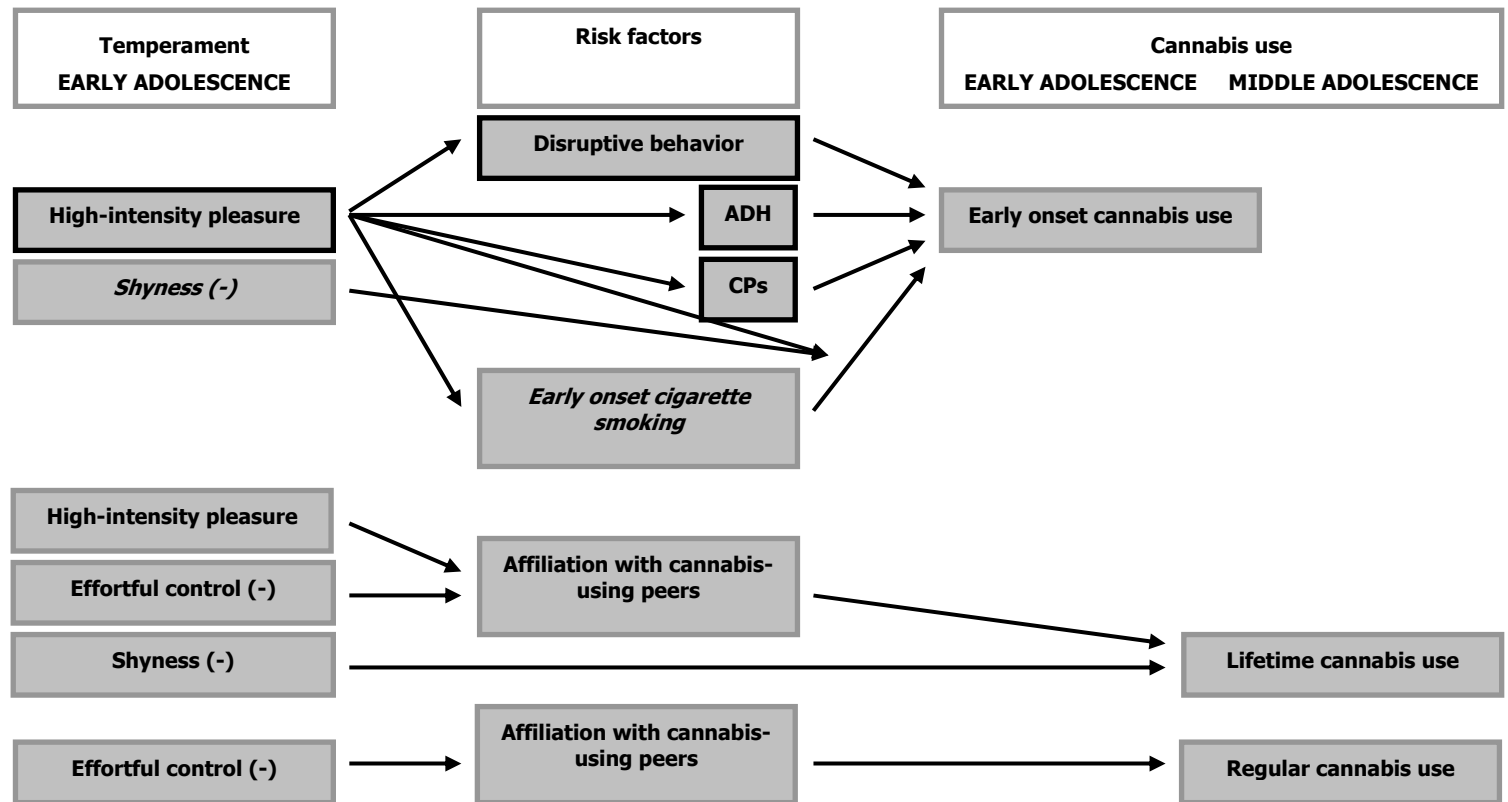 Temperament
EARLY ADOLESCENCE
Risk factors
Cannabis use
EARLY ADOLESCENCE MIDDLE ADOLESCENCE
Disruptive behavior
High-intensity pleasure
ADH
Early onset cannabis use
Shyness (-)
CPs
Early onset cigarette
smoking
High-intensity pleasure
Affiliation with cannabis-
using peers
Effortful control (-)
Shyness (-)
Lifetime cannabis use
Affiliation with cannabis-
using peers
Effortful control (-)
Regular cannabis use